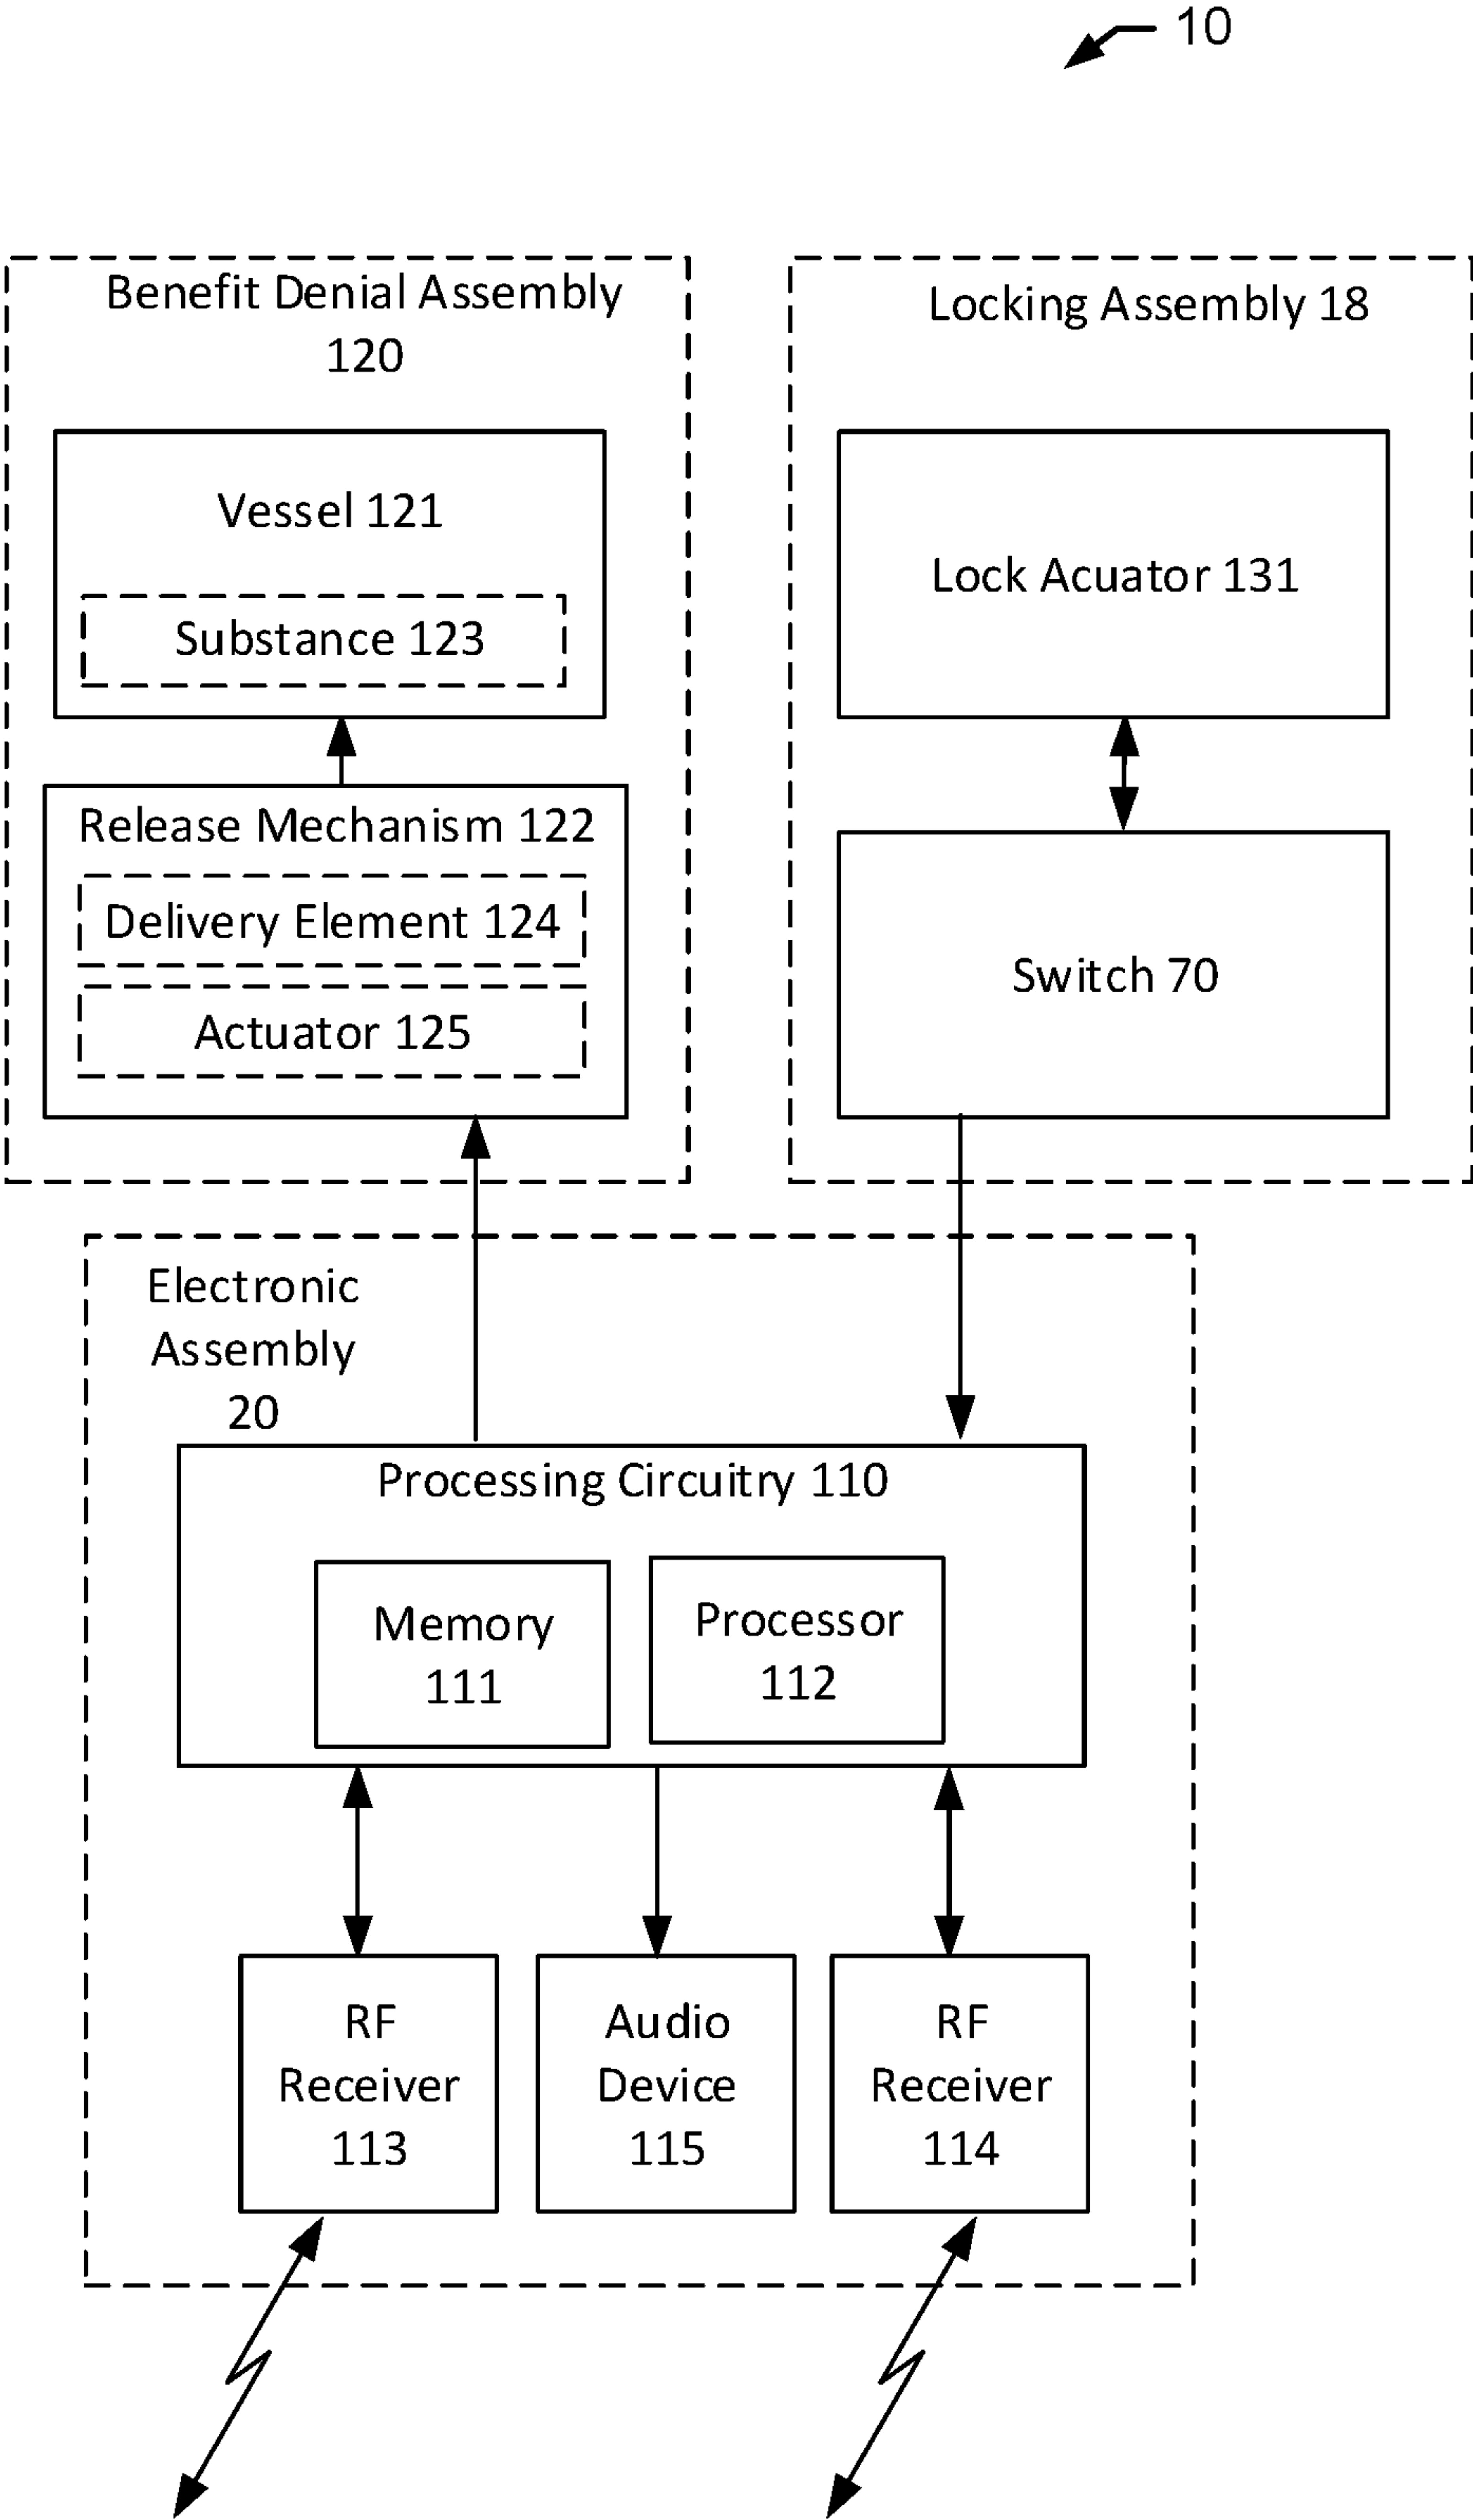 10
Benefit Denial Assembly
120
Vessel 121
Substance 123
Release Mechanism 122
Delivery Element 124
Actuator 125
Locking Assembly 18
Lock Acuator 131
Switch 70
Electronic
Assembly
20
Processing Circuitry 110
Memory
111
Processor
112
RF
Receiver
113
Audio
Device
115
RF
Receiver
114